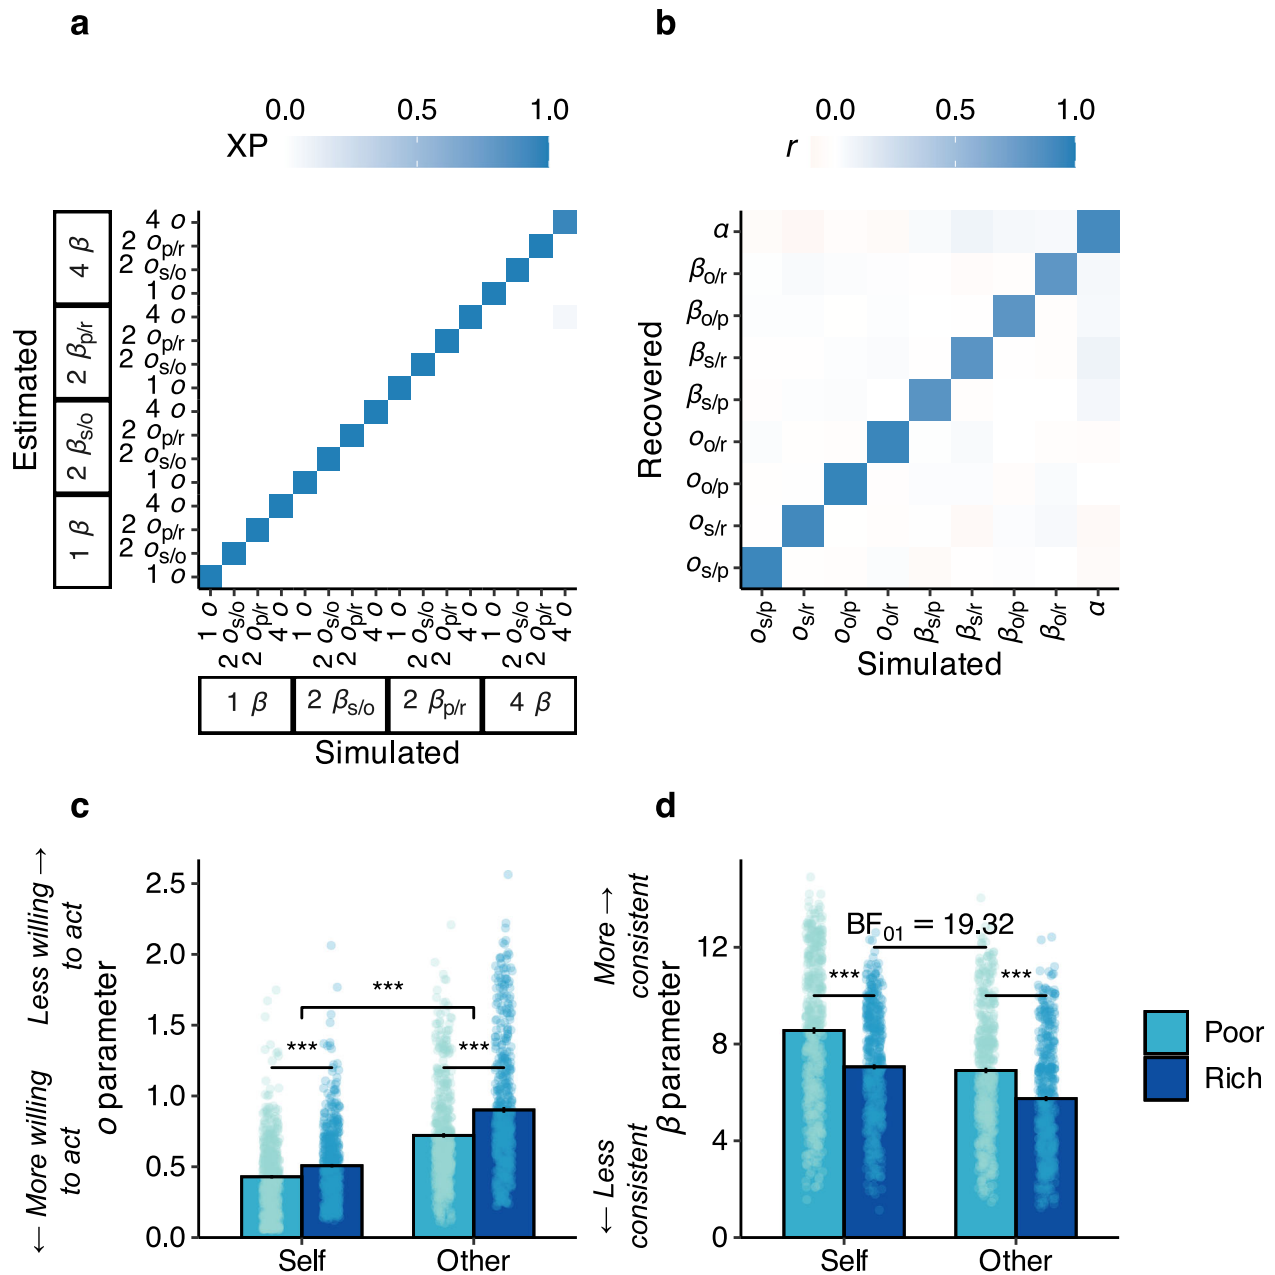 a
XP
0.0 0.5 1.0
Estimated
4 β
2 βp/r
2 βs/o
1 β
4 o
2 op/r
2 os/o
1 o
4 o
2 op/r
2 os/o
1 o
4 o
2 op/r
2 os/o
1 o
4 o
2 op/r
2 os/o
1 o
1 o
2 os/o
2 op/r
4 o
1 o
2 os/o
2 op/r
4 o
1 o
2 os/o
2 op/r
4 o
1 o
2 os/o
2 op/r
4 o
1 β 2 βs/o 2 βp/r 4 β
Simulated
b
r
0.0 0.5 1.0
Recovered
α
βo/r
βo/p
βs/r
βs/p
oo/r
oo/p
os/r
os/p
os/p
os/r
oo/p
oo/r
βs/p
βs/r
βo/p
βo/r
α
Simulated
c
Less willing →
to act
← More willing
to act
o parameter
2.5
2.0
1.5
1.0
0.5
0.0
***
***
***
Self Other
d
More →
consistent
← Less
consistent
β parameter
12
8
4
0
BF01 = 19.32
***
***
Self Other
Poor
Rich